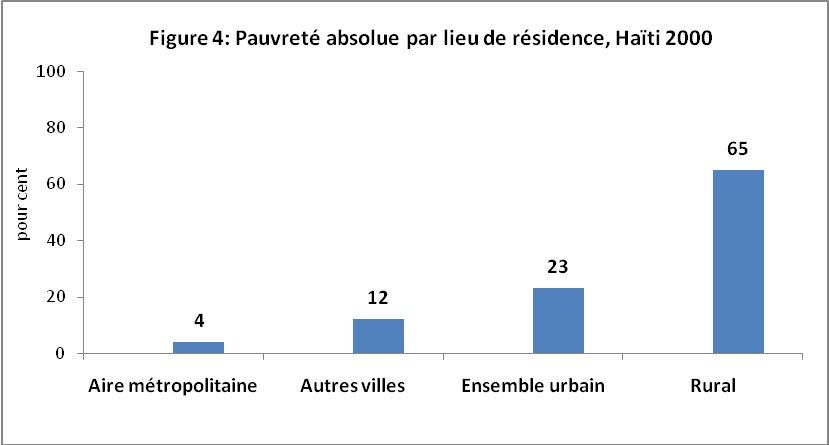 Figure 4: Pauvreté absolue par lieu de résidence, Haïti 2000
pour cent
100
80
60
40
20
0
4
12
23
65
Aire métropolitaine
Autres villes
Ensemble urbain
Rural